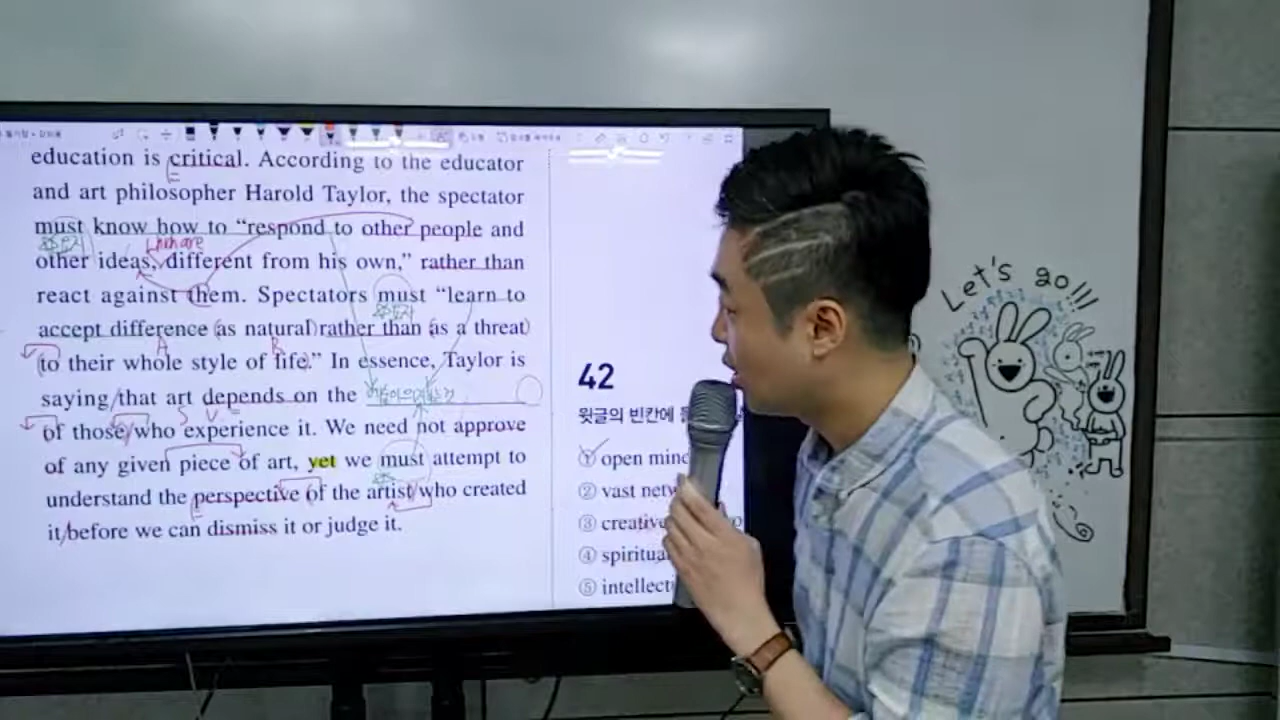 education is critical. According to the educator
and art philosopher Harold Taylor, the spectator
must know how to “respond to other people and
other ideas, different from his own,” rather than
react against them. Spectators must “learn to
accept difference (as natural) rather than (as a threat)
(to their whole style of life.” In essence, Taylor is
saying/that art depends on the
of those/who experience it. We need not approve
of any given piece of art, yet we must attempt to
understand the perspective of the artist/who created
it/before we can dismiss it or judge it.
A
B
S
V
42
윗글의 빈칸에
① open mind
② vast netw
③ creative
④ spiritua
⑤ intellecti
Let's go!!!